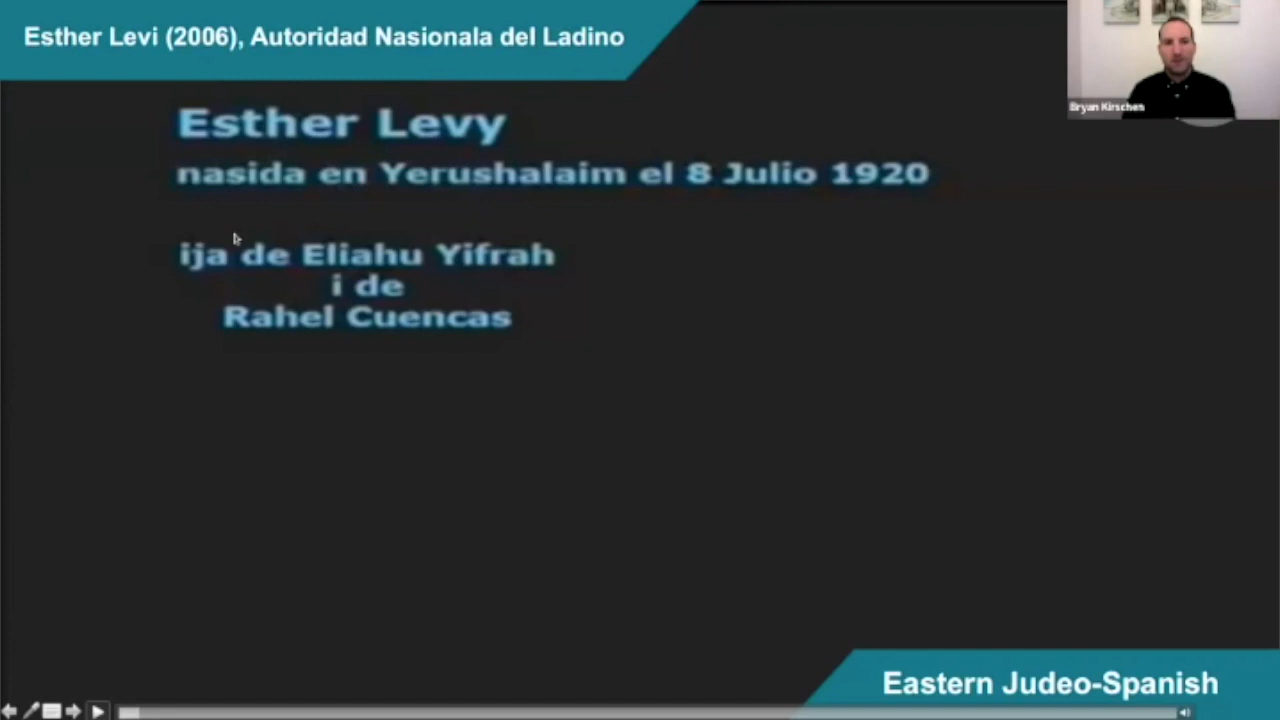 Esther Levi (2006), Autoridad Nasionala del Ladino
Bryan Kirschen
Esther Levy
nasida en Yerushalaim el 8 Julio 1920
ija de Eliahu Yifrah
i de
Rahel Cuencas
Eastern Judeo-Spanish